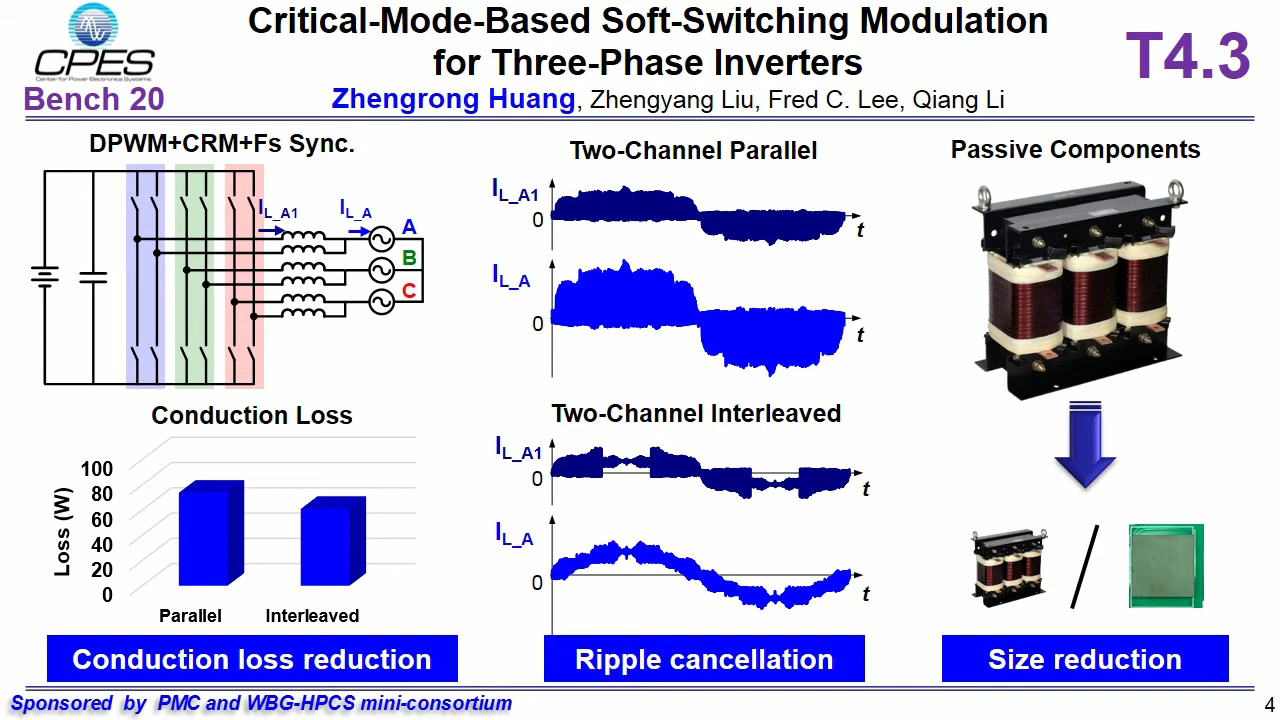 Critical-Mode-Based Soft-Switching Modulation
for Three-Phase Inverters
T4.3
CPES
Center for Power Electronics Systems
Bench 20
Zhengrong Huang, Zhengyang Liu, Fred C. Lee, Qiang Li
DPWM+CRM+Fs Sync.
I_L_A1
I_L_A
A
B
C
Conduction Loss
Loss (W)
100
80
60
40
20
0
Parallel
Interleaved
Conduction loss reduction
Two-Channel Parallel
I_L_A1
0
t
I_L_A
0
t
Two-Channel Interleaved
I_L_A1
0
t
I_L_A
0
t
Ripple cancellation
Passive Components
Size reduction
Sponsored by PMC and WBG-HPCS mini-consortium
4